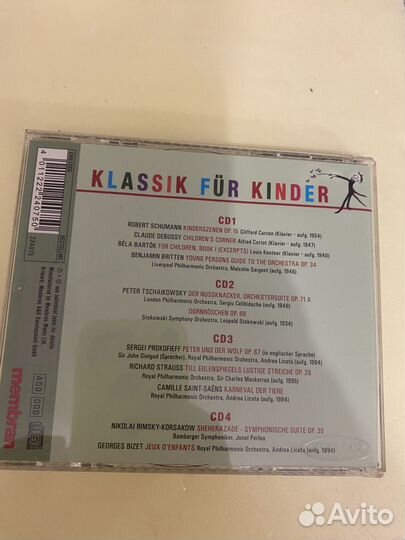 KLASSIK FÜR KINDER
CD1
ROBERT SCHUMANN KINDERSZENEN OP. 15 Clifford Curzon (Klavier - aufg. 1954)
CLAUDE DEBUSSY CHILDREN'S CORNER Alfred Cortot (Klavier - aufg. 1947)
BÉLA BARTÓK FOR CHILDREN. BOOK I (EXCERPTS) Louis Kentner (Klavier - aufg. 1940)
BENJAMIN BRITTEN YOUNG PERSONS GUIDE TO THE ORCHESTRA OP. 34
Liverpool Philharmonic Orchestra, Malcolm Sargent (aufg. 1946)
CD2
PETER TSCHAIKOWSKY DER NUSSKNACKER, ORCHESTERSUITE OP. 71 A
London Philharmonic Orchestra, Sergiu Celibidache (aufg. 1948)
DORNRÖSCHEN OP. 66
Stokowski Symphony Orchestra, Leopold Stokowski (aufg. 1934)
CD3
SERGEI PROKOFIEFF PETER UND DER WOLF OP. 67 (in englischer Sprache)
Sir John Gielgud (Sprecher), Royal Philharmonic Orchestra, Andrea Licata (aufg. 1994)
RICHARD STRAUSS TILL EULENSPIEGELS LUSTIGE STREICHE OP. 28
Royal Philharmonic Orchestra, Sir Charles Mackerras (aufg. 1995)
CAMILLE SAINT-SAËNS KARNEVAL DER TIERE
Royal Philharmonic Orchestra, Andrea Licata (aufg. 1994)
CD4
NIKOLAI RIMSKY-KORSAKOW SHEHERAZADE - SYMPHONISCHE SUITE OP. 35
Bamberger Symphoniker, Jonel Perlea
GEORGES BIZET JEUX D'ENFANTS Royal Philharmonic Orchestra, Andrea Licata (aufg. 1994)
4 011222 240750
224075
membran
Avito